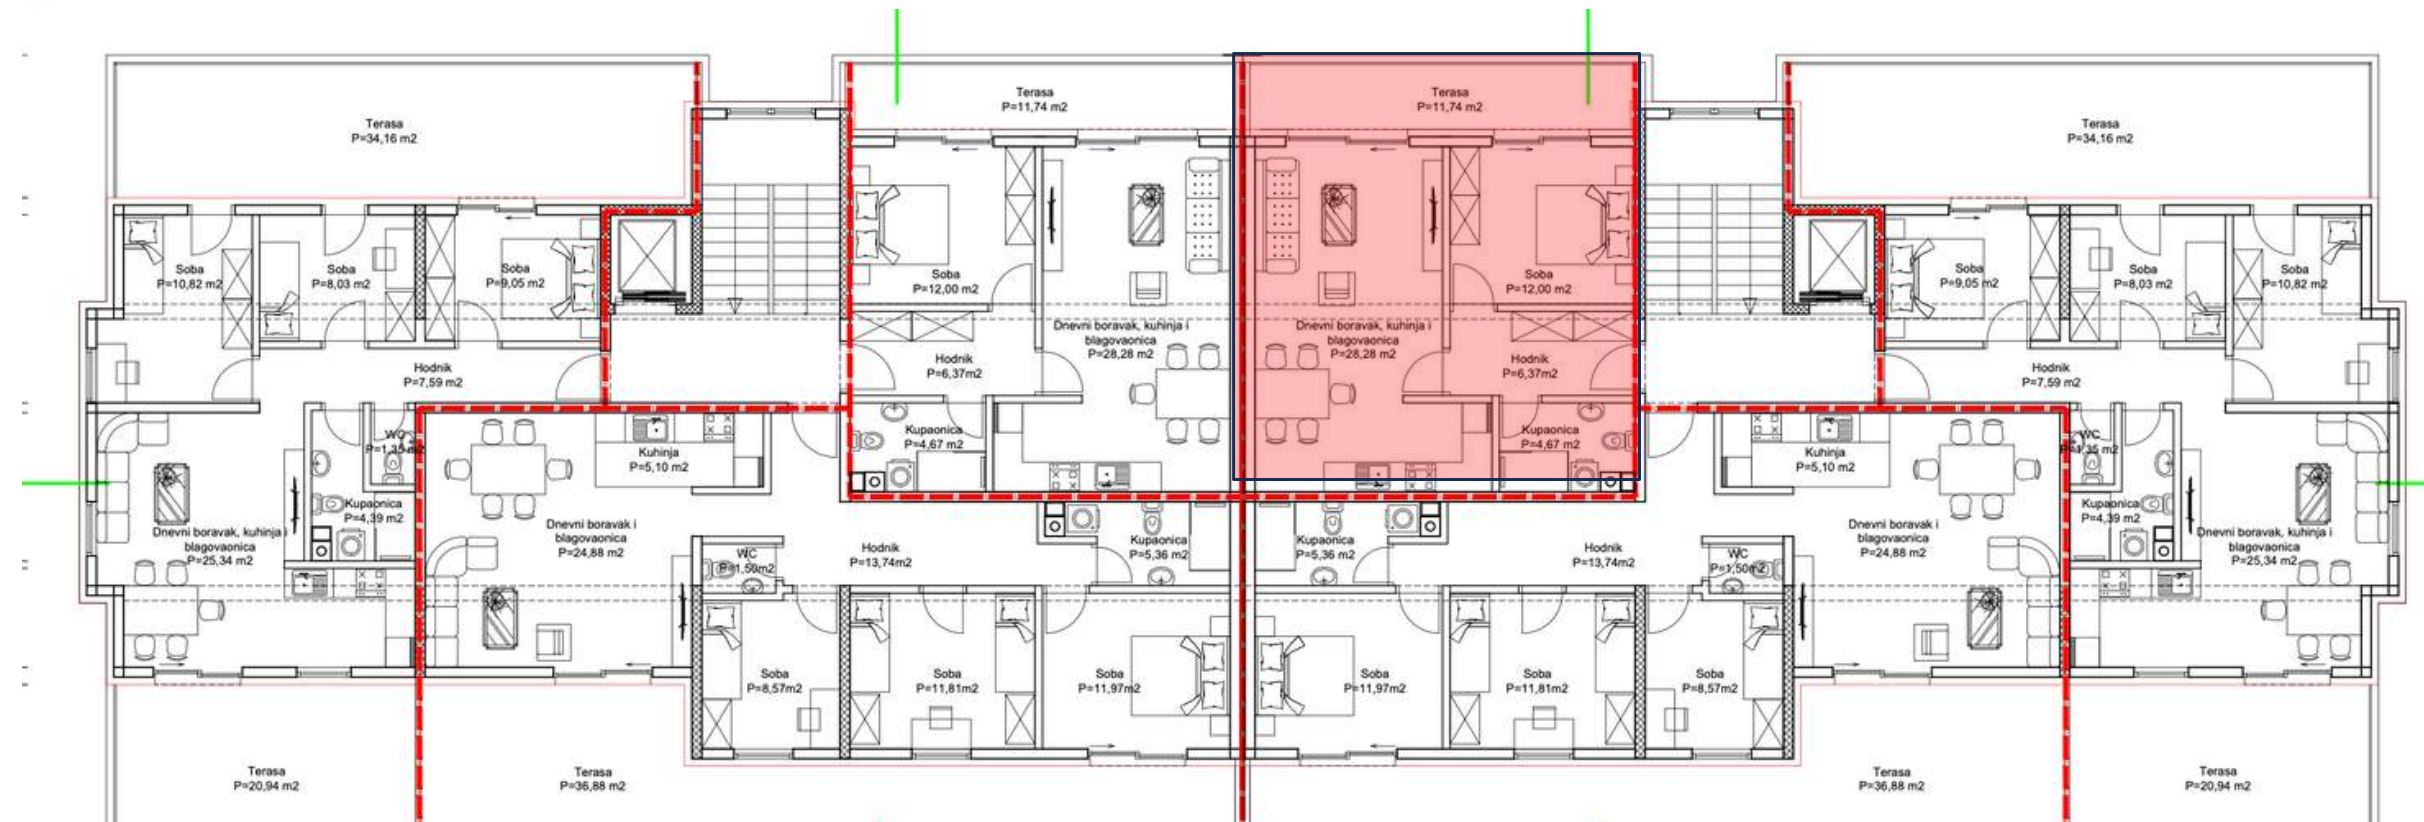 Terasa
P=34,16 m2
Terasa
P=11,74 m2
Terasa
P=11,74 m2
Terasa
P=34,16 m2
Soba
P=10,82 m2
Soba
P=8,03 m2
Soba
P=9,05 m2
Soba
P=12,00 m2
Soba
P=12,00 m2
Soba
P=9,05 m2
Soba
P=8,03 m2
Soba
P=10,82 m2
Hodnik
P=7,59 m2
Hodnik
P=6,37m2
Dnevni boravak, kuhinja i
blagovaonica
P=28,28 m2
Dnevni boravak, kuhinja i
blagovaonica
P=28,28 m2
Hodnik
P=6,37m2
Hodnik
P=7,59 m2
WC
P=1,35 m2
Kuhinja
P=5,10 m2
Kupaonica
P=4,67 m2
Kupaonica
P=4,67 m2
Kuhinja
P=5,10 m2
WC
P=1,35 m2
Kupaonica
P=4,39 m2
Kupaonica
P=4,39 m2
Dnevni boravak, kuhinja i
blagovaonica
P=25,34 m2
Dnevni boravak i
blagovaonica
P=24,88 m2
WC
P=1,50m2
Hodnik
P=13,74m2
Kupaonica
P=5,36 m2
Kupaonica
P=5,36 m2
Hodnik
P=13,74m2
WC
P=1,50m2
Dnevni boravak i
blagovaonica
P=24,88 m2
Dnevni boravak, kuhinja i
blagovaonica
P=25,34 m2
Soba
P=8,57m2
Soba
P=11,81m2
Soba
P=11,97m2
Soba
P=11,97m2
Soba
P=11,81m2
Soba
P=8,57m2
Terasa
P=20,94 m2
Terasa
P=36,88 m2
Terasa
P=36,88 m2
Terasa
P=20,94 m2